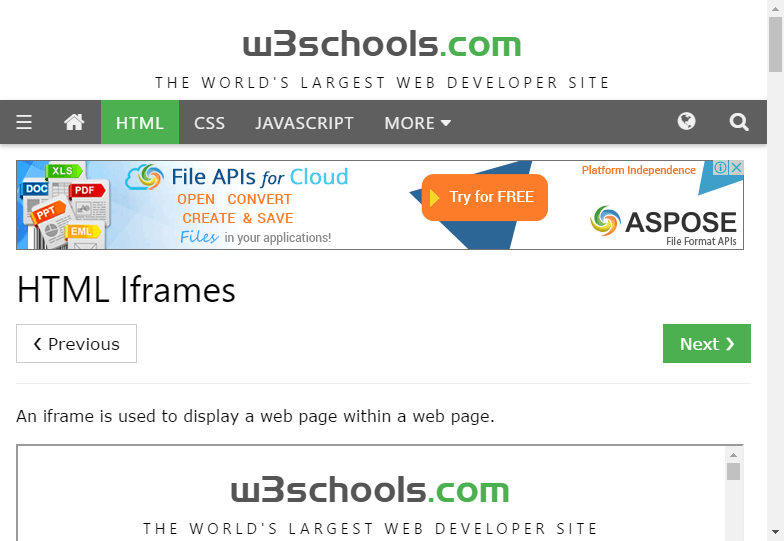 w3schools.com
THE WORLD'S LARGEST WEB DEVELOPER SITE
HTML CSS JAVASCRIPT MORE
XLS
DOC
PDF
PPT
EML
File APIs for Cloud
OPEN CONVERT
CREATE & SAVE
Files in your applications!
Try for FREE
Platform Independence
ASPOSE
File Format APIs
HTML Iframes
❮ Previous
Next ❯
An iframe is used to display a web page within a web page.
w3schools.com
THE WORLD'S LARGEST WEB DEVELOPER SITE